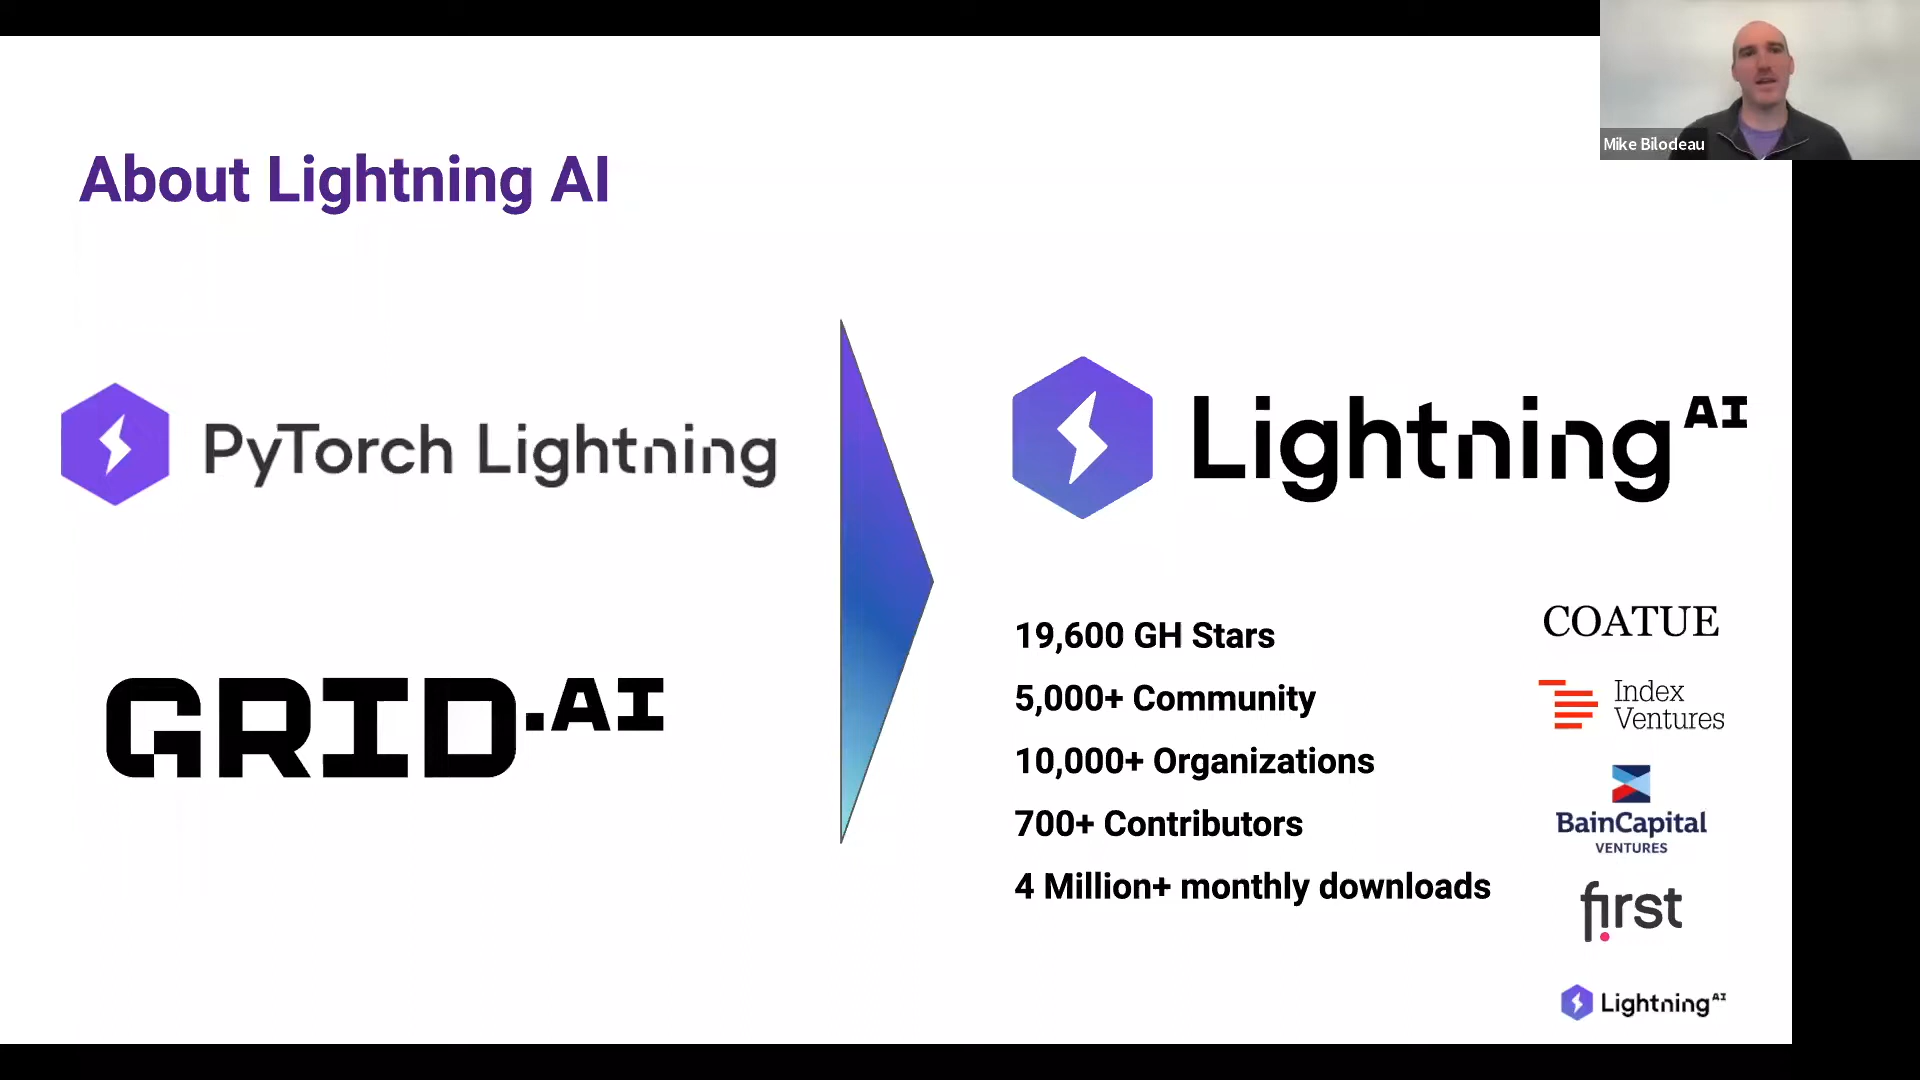 Mike Bilodeau
About Lightning AI
PyTorch Lightning
GRID.AI
Lightning AI
19,600 GH Stars
5,000+ Community
10,000+ Organizations
700+ Contributors
4 Million+ monthly downloads
COATUE
Index
Ventures
BainCapital
VENTURES
first
Lightning AI